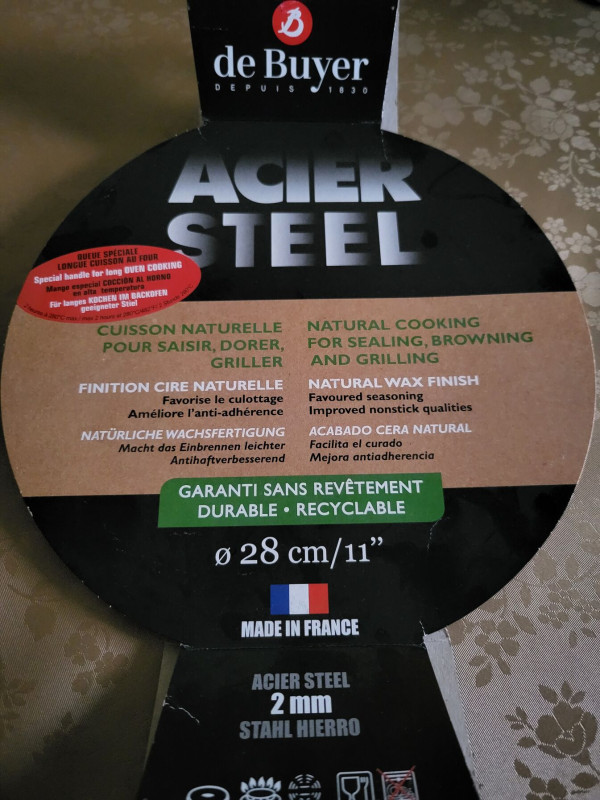 de Buyer
DEPUIS 1830
ACIER
STEEL
QUEUE SPÉCIALE
LONGUE CUISSON AU FOUR
Special handle for long OVEN COOKING
Mango especial COCCION AL HORNO
en alta temperatura
Für langes KOCHEN IM BACKOFEN
geeigneter Stiel
CUISSON NATURELLE
POUR SAISIR, DORER,
GRILLER
NATURAL COOKING
FOR SEALING, BROWNING
AND GRILLING
FINITION CIRE NATURELLE
Favorise le culottage
Améliore l'anti-adhérence
NATURAL WAX FINISH
Favoured seasoning
Improved nonstick qualities
NATÜRLICHE WACHSFERTIGUNG
Macht das Einbrennen leichter
Antihaftverbesserend
ACABADO CERA NATURAL
Facilita el curado
Mejora antiadherencia
GARANTI SANS REVÊTEMENT
DURABLE • RECYCLABLE
ø 28 cm/11”
MADE IN FRANCE
ACIER STEEL
2 mm
STAHL HIERRO